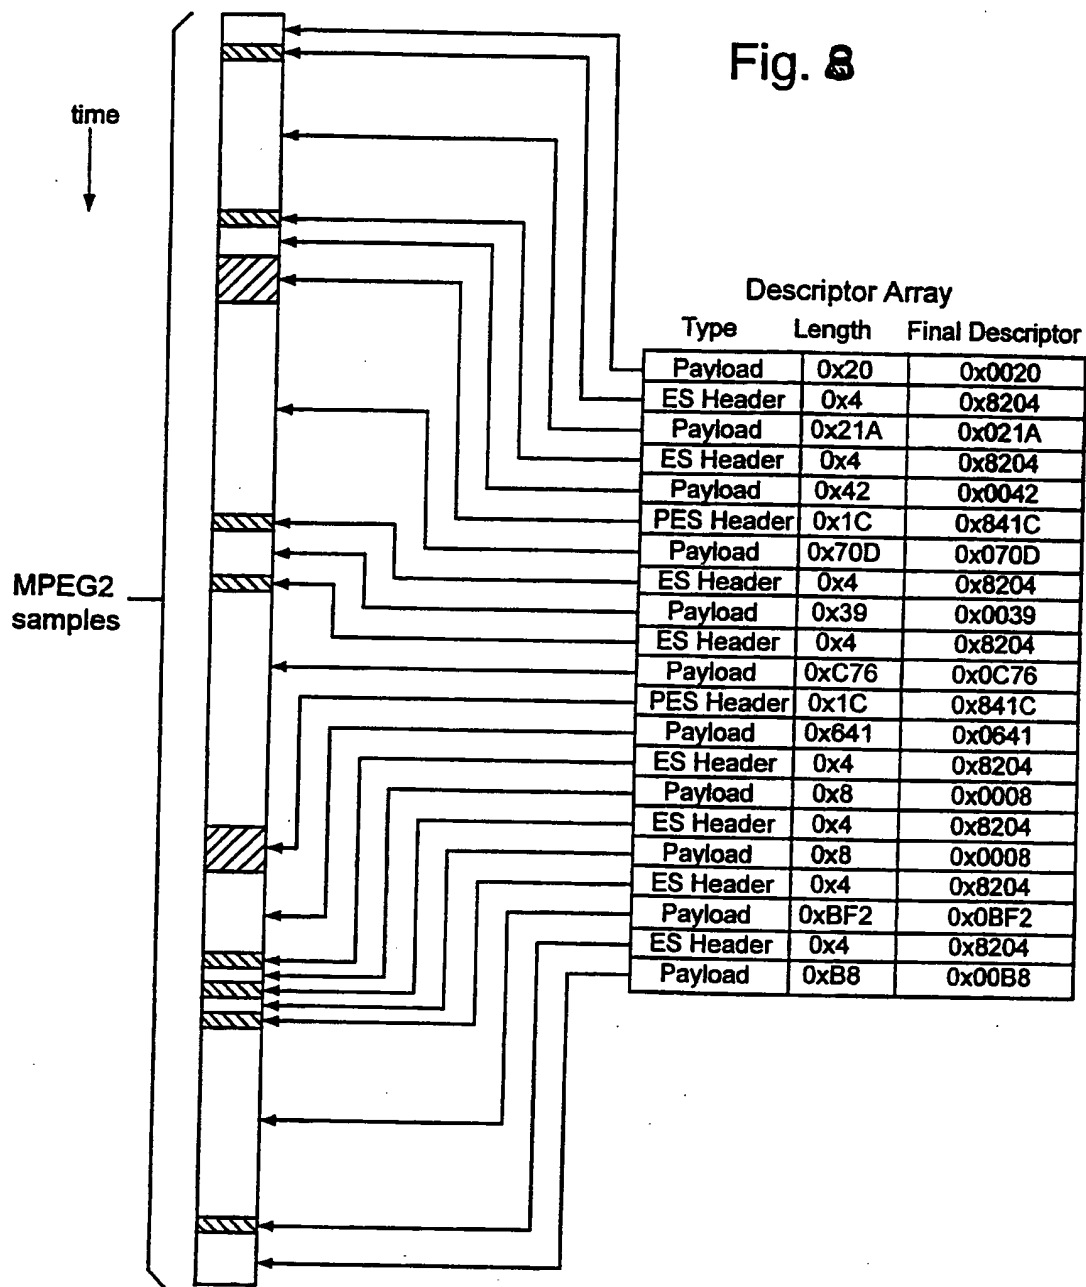 Fig. 8
time
MPEG2
samples
Descriptor Array
Type Length Final Descriptor
Payload 0x20 0x0020
ES Header 0x4 0x8204
Payload 0x21A 0x021A
ES Header 0x4 0x8204
Payload 0x42 0x0042
PES Header 0x1C 0x841C
Payload 0x70D 0x070D
ES Header 0x4 0x8204
Payload 0x39 0x0039
ES Header 0x4 0x8204
Payload 0xC76 0x0C76
PES Header 0x1C 0x841C
Payload 0x641 0x0641
ES Header 0x4 0x8204
Payload 0x8 0x0008
ES Header 0x4 0x8204
Payload 0x8 0x0008
ES Header 0x4 0x8204
Payload 0xBF2 0x0BF2
ES Header 0x4 0x8204
Payload 0xB8 0x00B8